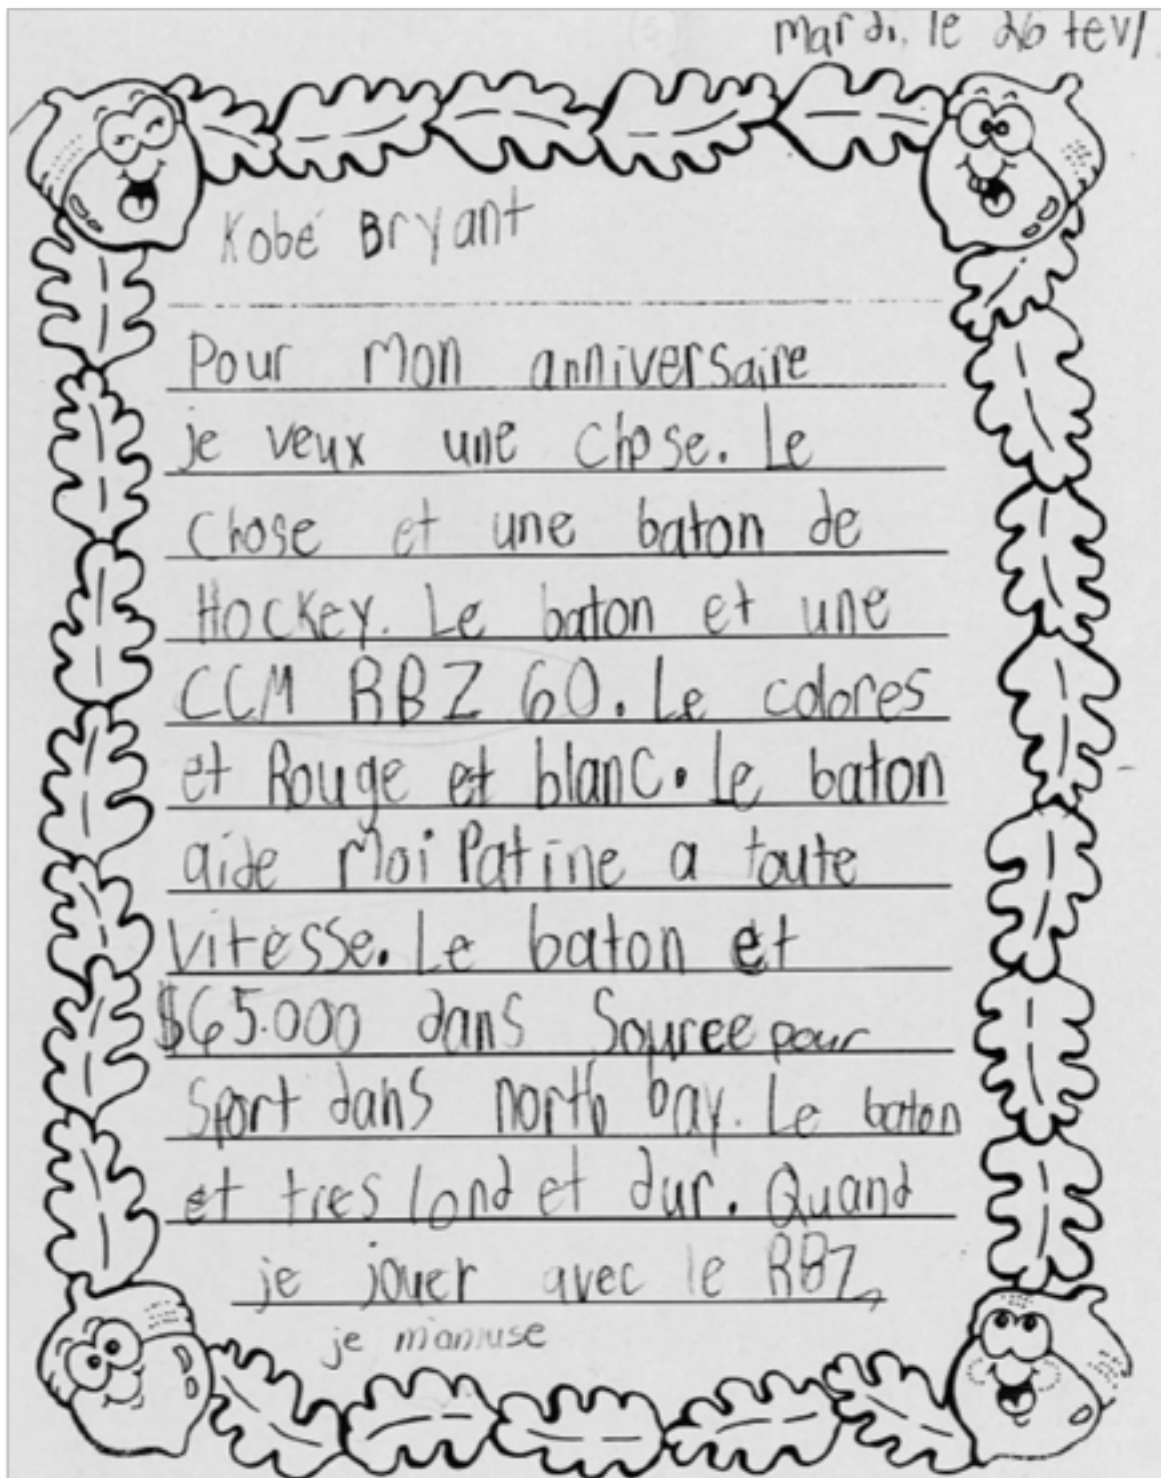 mardi, le 26 fev
Kobé Bryant
Pour mon anniversaire
je veux une chose. Le
chose et une baton de
Hockey. Le baton et une
CCM RBZ 60. Le colores
et Rouge et blanc. Le baton
aide moi Patine a toute
vitesse. Le baton et
$65.000 dans Source pour
Sport dans north bay. Le baton
et tres lond et dur. Quand
je jouer avec le RBZ,
je m'amuse